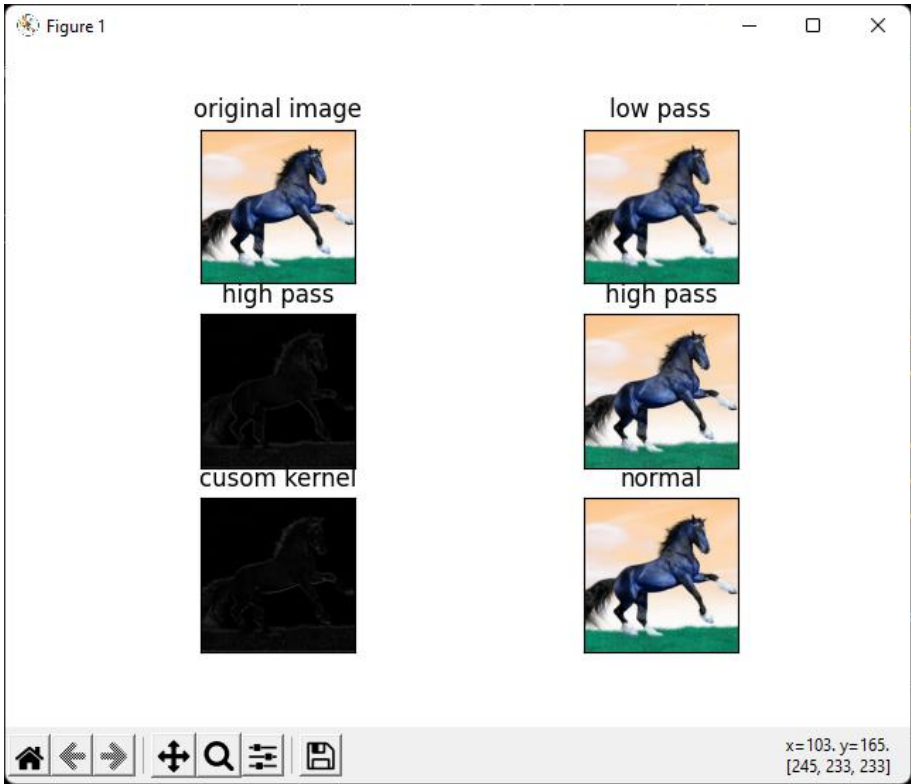 Figure 1
original image
low pass
high pass
high pass
cusom kernel
normal
x=103. y=165.
[245, 233, 233]